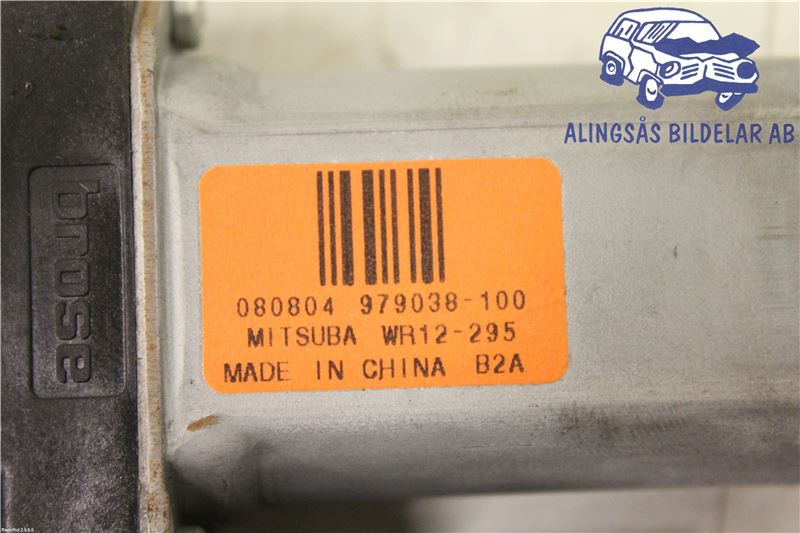 ALINGSÅS BILDELAR AB
brose
080804 979038-100
MITSUBA WR12-295
MADE IN CHINA B2A